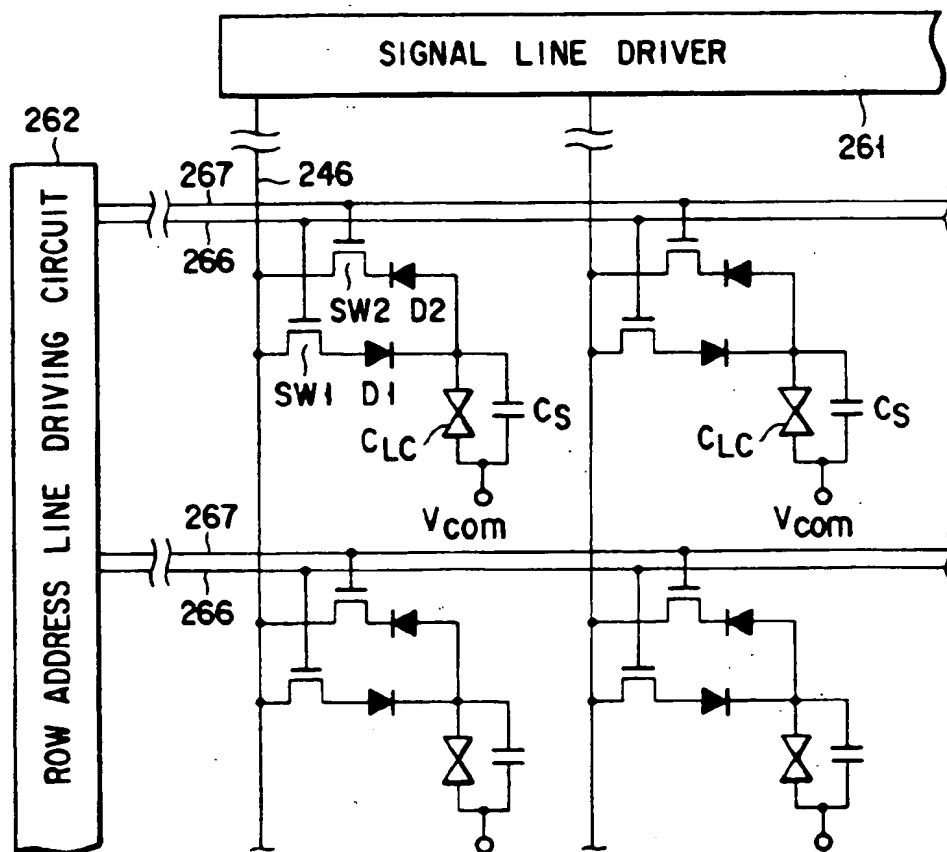 SIGNAL LINE DRIVER
262
261
ROW ADDRESS LINE DRIVING CIRCUIT
267
246
266
SW2 D2
SW1 D1
CLC
CS
CLC
CS
Vcom
Vcom
267
266